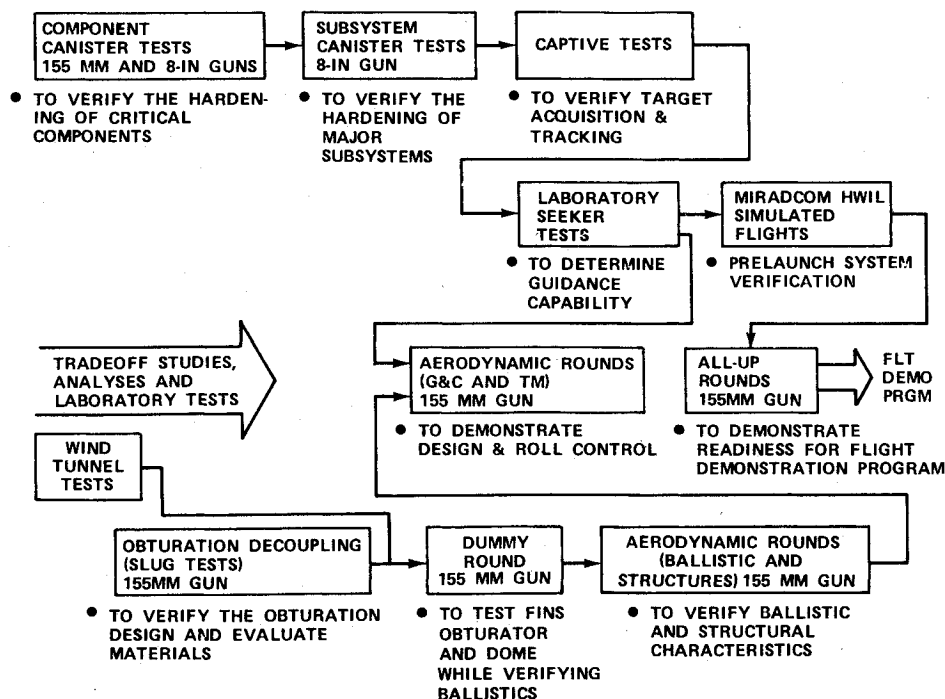 COMPONENT
CANISTER TESTS
155 MM AND 8-IN GUNS
● TO VERIFY THE HARDEN-
ING OF CRITICAL
COMPONENTS
SUBSYSTEM
CANISTER TESTS
8-IN GUN
● TO VERIFY THE
HARDENING OF
MAJOR
SUBSYSTEMS
CAPTIVE TESTS
● TO VERIFY TARGET
ACQUISITION &
TRACKING
LABORATORY
SEEKER
TESTS
● TO DETERMINE
GUIDANCE
CAPABILITY
MIRADCOM HWIL
SIMULATED
FLIGHTS
● PRELAUNCH SYSTEM
VERIFICATION
TRADEOFF STUDIES,
ANALYSES AND
LABORATORY TESTS
AERODYNAMIC ROUNDS
(G&C AND TM)
155 MM GUN
● TO DEMONSTRATE
DESIGN & ROLL CONTROL
ALL-UP
ROUNDS
155MM GUN
● TO DEMONSTRATE
READINESS FOR FLIGHT
DEMONSTRATION PROGRAM
FLT
DEMO
PRGM
WIND
TUNNEL
TESTS
OBTURATION DECOUPLING
(SLUG TESTS)
155MM GUN
● TO VERIFY THE OBTURATION
DESIGN AND EVALUATE
MATERIALS
DUMMY
ROUND
155 MM GUN
● TO TEST FINS
OBTURATOR
AND DOME
WHILE VERIFYING
BALLISTICS
AERODYNAMIC ROUNDS
(BALLISTIC AND
STRUCTURES) 155 MM GUN
● TO VERIFY BALLISTIC
AND STRUCTURAL
CHARACTERISTICS